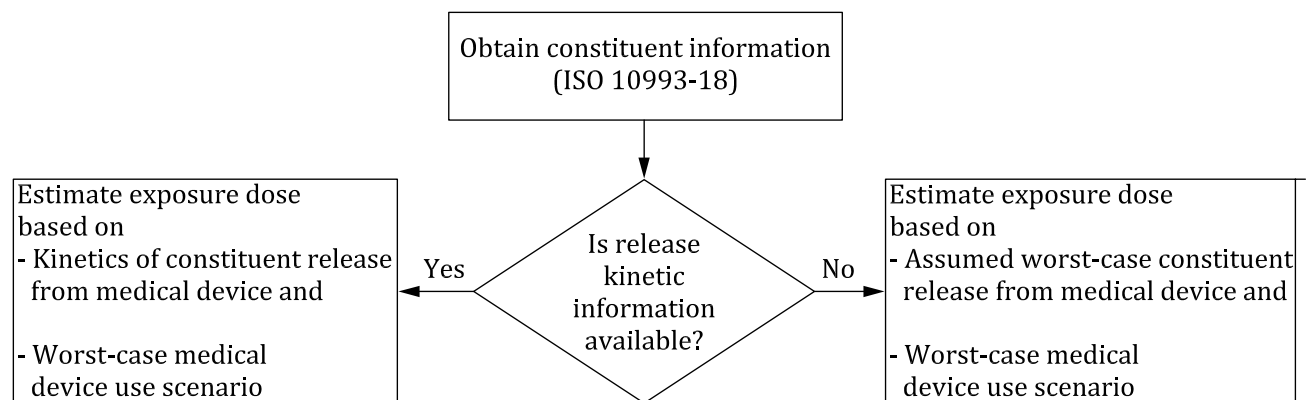 Obtain constituent information
(ISO 10993-18)
Estimate exposure dose
based on
- Kinetics of constituent release
from medical device and
- Worst-case medical
device use scenario
Yes
Is release
kinetic
information
available?
No
Estimate exposure dose
based on
- Assumed worst-case constituent
release from medical device and
- Worst-case medical
device use scenario